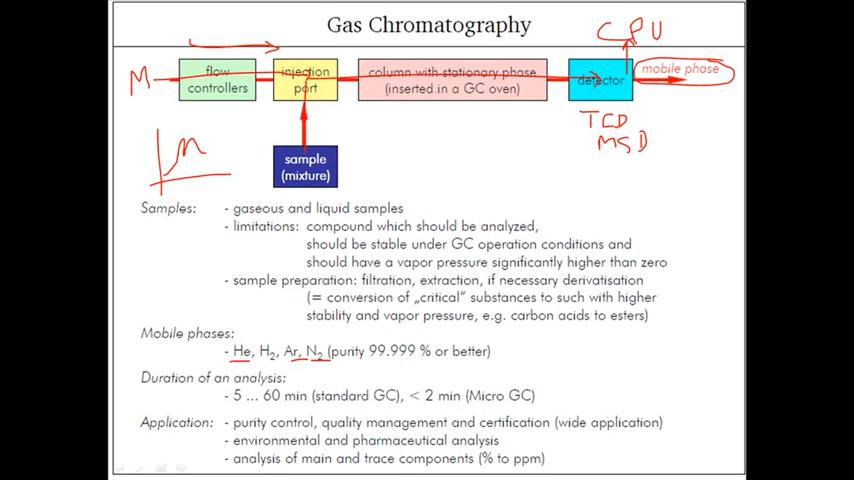 Gas Chromatography
CPU
M
flow controllers
injection port
column with stationary phase
(inserted in a GC oven)
detector
mobile phase
TCD
MSD
sample
(mixture)
Samples: - gaseous and liquid samples
- limitations: compound which should be analyzed,
should be stable under GC operation conditions and
should have a vapor pressure significantly higher than zero
- sample preparation: filtration, extraction, if necessary derivatisation
(= conversion of „critical" substances to such with higher
stability and vapor pressure, e.g. carbon acids to esters)
Mobile phases:
- He, H2, Ar, N2 (purity 99.999 % or better)
Duration of an analysis:
- 5 ... 60 min (standard GC), < 2 min (Micro GC)
Application: - purity control, quality management and certification (wide application)
- environmental and pharmaceutical analysis
- analysis of main and trace components (% to ppm)